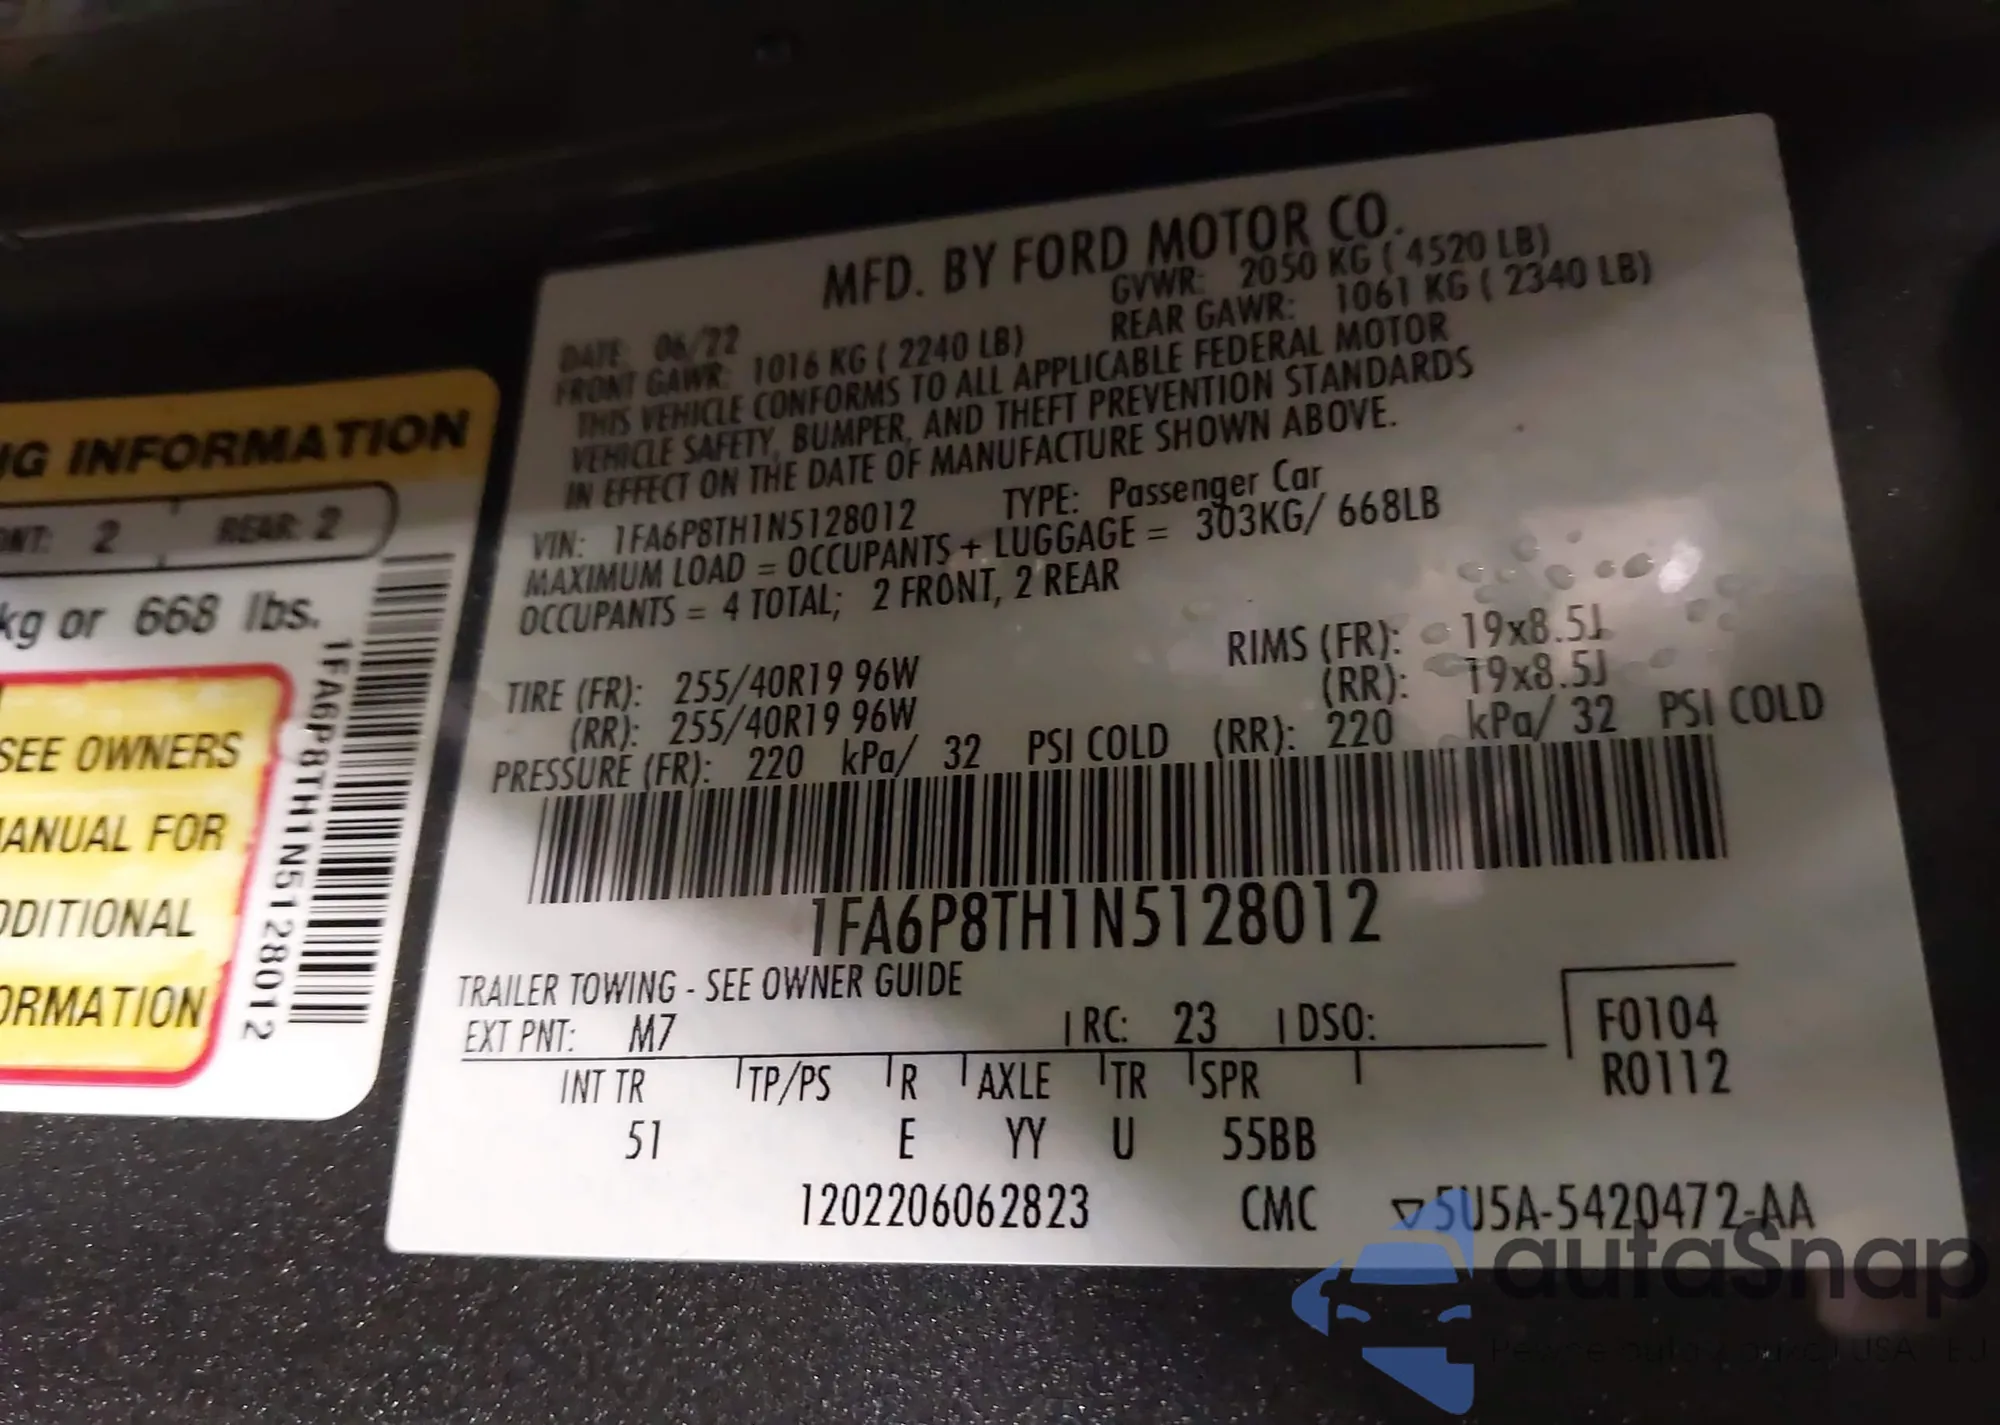 MFD. BY FORD MOTOR CO.
DATE: 06/22 GVWR: 2050 KG ( 4520 LB)
FRONT GAWR: 1016 KG ( 2240 LB) REAR GAWR: 1061 KG ( 2340 LB)
THIS VEHICLE CONFORMS TO ALL APPLICABLE FEDERAL MOTOR
VEHICLE SAFETY, BUMPER, AND THEFT PREVENTION STANDARDS
IN EFFECT ON THE DATE OF MANUFACTURE SHOWN ABOVE.
VIN: 1FA6P8TH1N5128012 TYPE: Passenger Car
MAXIMUM LOAD = OCCUPANTS + LUGGAGE = 303KG/ 668LB
OCCUPANTS = 4 TOTAL; 2 FRONT, 2 REAR
RIMS (FR): 19x8.5J
TIRE (FR): 255/40R19 96W (RR): 19x8.5J
(RR): 255/40R19 96W
PRESSURE (FR): 220 kPa/ 32 PSI COLD (RR): 220 kPa/ 32 PSI COLD
1FA6P8TH1N5128012
TRAILER TOWING - SEE OWNER GUIDE
EXT PNT: M7 RC: 23 DSO: F0104
R0112
INT TR TP/PS R AXLE TR SPR
51 E YY U 55BB
1202206062823 CMC ▽5U5A-5420472-AA
NG INFORMATION
ONT: 2 REAR: 2
kg or 668 lbs.
SEE OWNERS
MANUAL FOR
DDITIONAL
ORMATION
1FA6P8TH1N5128012
autaSnap